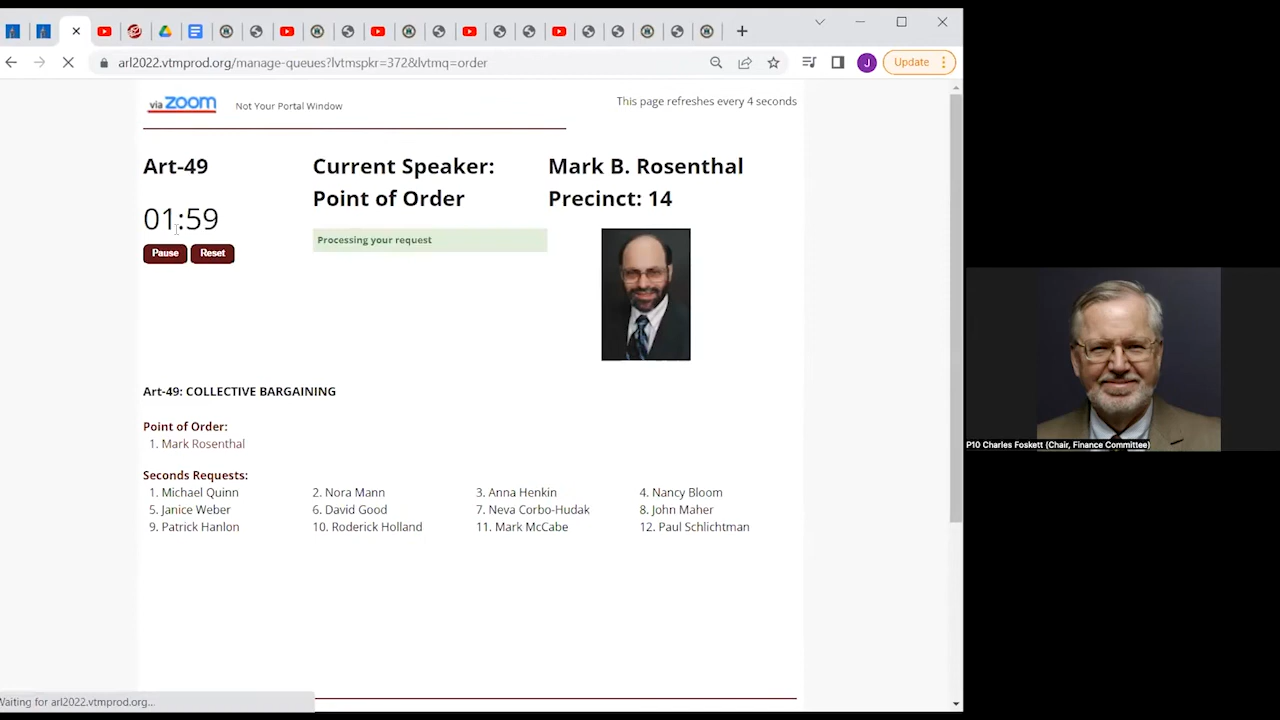 Update
arl2022.vtmprod.org/manage-queues?lvtmspkr=372&lvtmq=order
via zoom
Not Your Portal Window
This page refreshes every 4 seconds
Art-49
Current Speaker:
Mark B. Rosenthal
Point of Order
Precinct: 14
01:59
Processing your request
Pause
Reset
Art-49: COLLECTIVE BARGAINING
Point of Order:
1. Mark Rosenthal
Seconds Requests:
1. Michael Quinn
2. Nora Mann
3. Anna Henkin
4. Nancy Bloom
5. Janice Weber
6. David Good
7. Neva Corbo-Hudak
8. John Maher
9. Patrick Hanlon
10. Roderick Holland
11. Mark McCabe
12. Paul Schlichtman
Waiting for arl2022.vtmprod.org...
P10 Charles Foskett (Chair, Finance Committee)
J